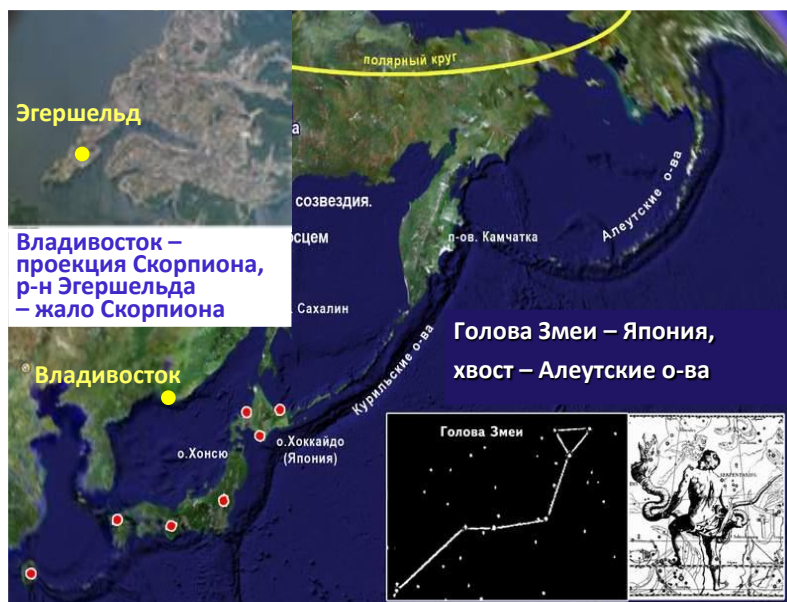 полярный круг
Эгершельд
а
созвездия.
осцем
Алеутские о-ва
п-ов. Камчатка
Владивосток –
проекция Скорпиона,
р-н Эгершельда
– жало Скорпиона
. Сахалин
Голова Змеи – Япония,
хвост – Алеутские о-ва
Курильские о-ва
Владивосток
о.Хонсю
о.Хоккайдо
(Япония)
Голова Змеи